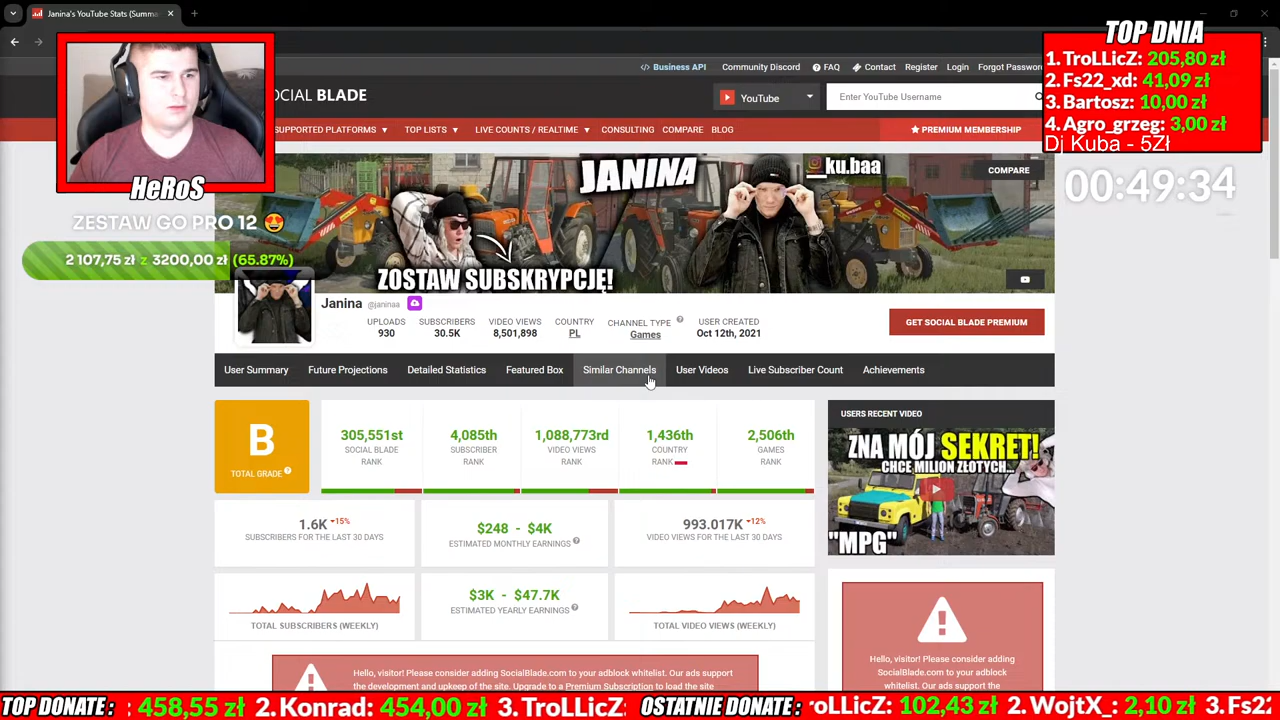 Janina's YouTube Stats (Summa
Business API
Community Discord
FAQ
Contact
Register
Login
Forgot Password
OCIAL BLADE
YouTube
Enter YouTube Username
UPPORTED PLATFORMS
TOP LISTS
LIVE COUNTS / REALTIME
CONSULTING
COMPARE
BLOG
PREMIUM MEMBERSHIP
TOP DNIA
1. TroLLicZ: 205,80 zł
2. Fs22_xd: 41,09 zł
3. Bartosz: 10,00 zł
4. Agro_grzeg: 3,00 zł
Dj Kuba - 5Zł
00:49:34
HeRoS
ZESTAW GO PRO 12 😍
2 107,75 zł z 3200,00 zł (65.87%)
JANINA
ku.baa
COMPARE
ZOSTAW SUBSKRYPCJĘ!
Janina @janinaa
UPLOADS
930
SUBSCRIBERS
30.5K
VIDEO VIEWS
8,501,898
COUNTRY
PL
CHANNEL TYPE
Games
USER CREATED
Oct 12th, 2021
GET SOCIAL BLADE PREMIUM
User Summary
Future Projections
Detailed Statistics
Featured Box
Similar Channels
User Videos
Live Subscriber Count
Achievements
B
TOTAL GRADE
305,551st
SOCIAL BLADE
RANK
4,085th
SUBSCRIBER
RANK
1,088,773rd
VIDEO VIEWS
RANK
1,436th
COUNTRY
RANK
2,506th
GAMES
RANK
USERS RECENT VIDEO
ZNA MÓJ SEKRET!
CHCE MILION ZŁOTYCH...
"MPG"
1.6K -15%
SUBSCRIBERS FOR THE LAST 30 DAYS
$248 - $4K
ESTIMATED MONTHLY EARNINGS
993.017K -12%
VIDEO VIEWS FOR THE LAST 30 DAYS
TOTAL SUBSCRIBERS (WEEKLY)
$3K - $47.7K
ESTIMATED YEARLY EARNINGS
TOTAL VIDEO VIEWS (WEEKLY)
Hello, visitor! Please consider adding SocialBlade.com to your adblock whitelist. Our ads support
the development and upkeep of the site. Upgrade to a Premium Subscription to load the site
Hello, visitor! Please consider adding
SocialBlade.com to your adblock
whitelist. Our ads support the
TOP DONATE : 458,55 zł 2. Konrad: 454,00 zł 3. TroLLicZ:
OSTATNIE DONATE : oLLicZ: 102,43 zł 2. WojtX_: 2,10 zł 3. Fs22